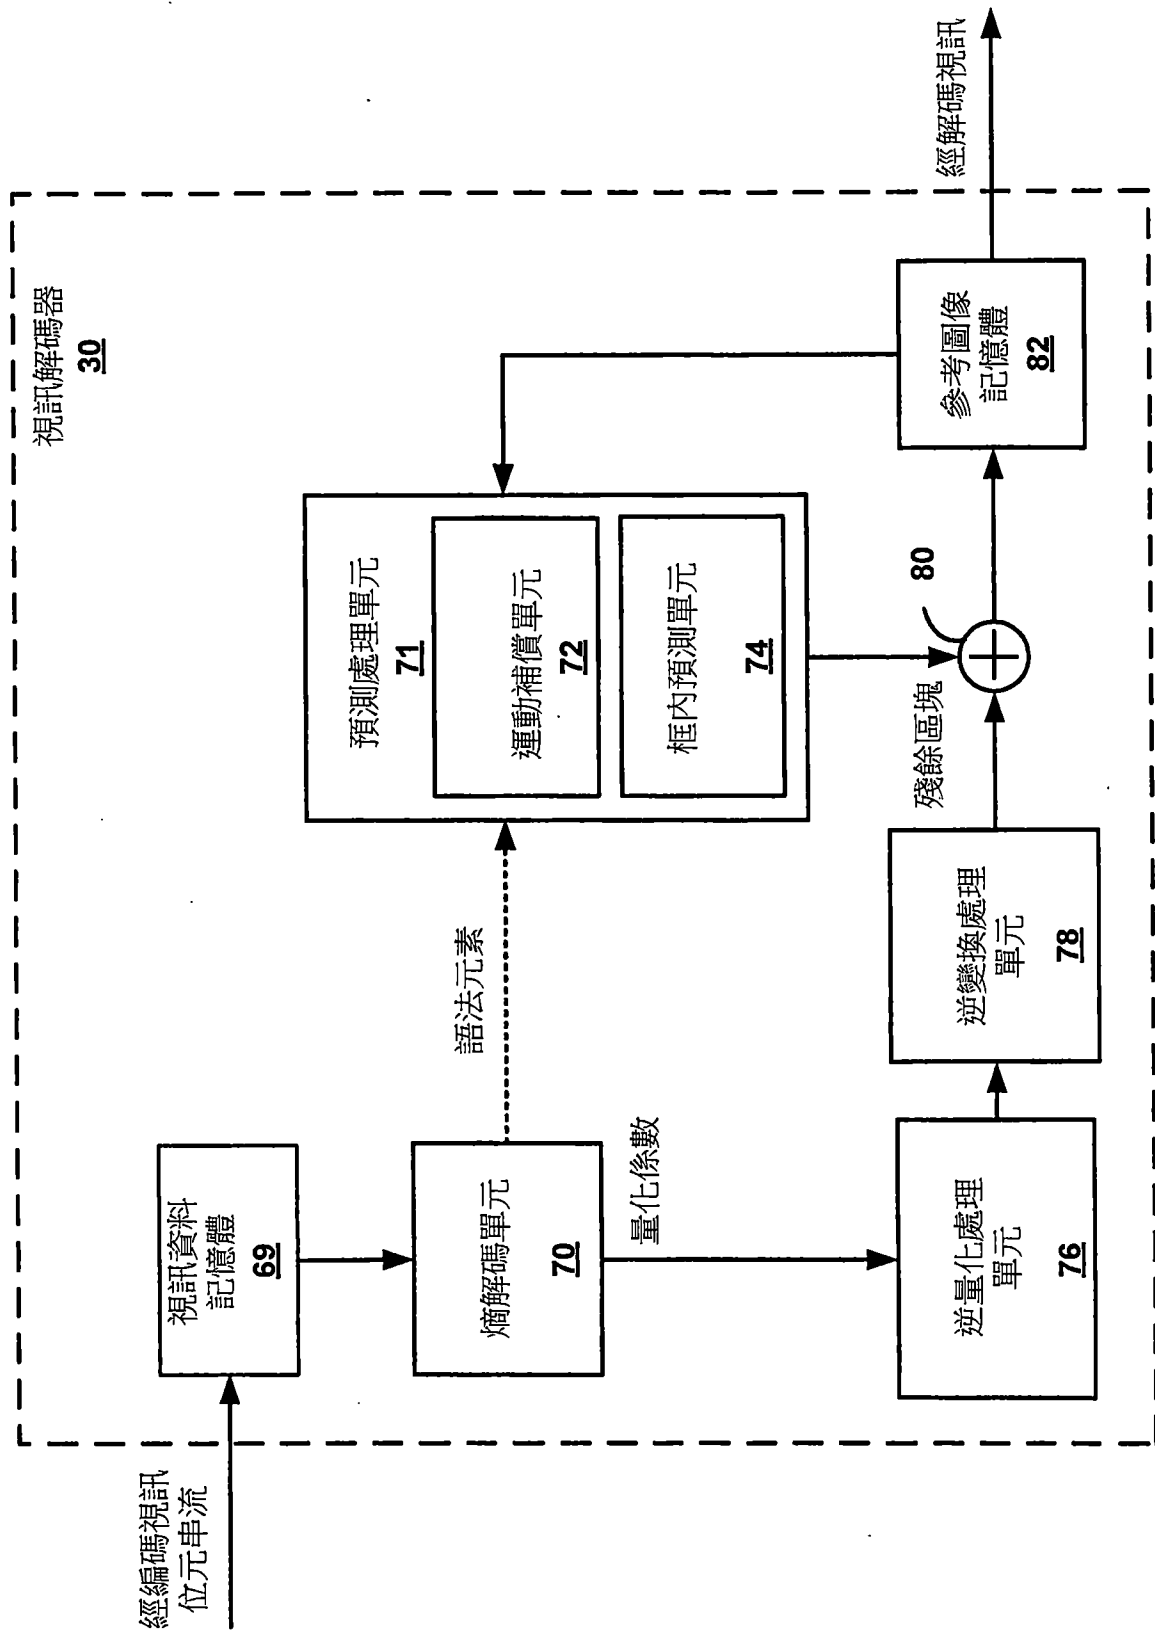 視訊解碼器
30
經編碼視訊
位元串流
視訊資料
記憶體
69
熵解碼單元
70
語法元素
量化係數
預測處理單元
71
運動補償單元
72
框內預測單元
74
逆量化處理
單元
76
逆變換處理
單元
78
殘餘區塊
80
參考圖像
記憶體
82
經解碼視訊